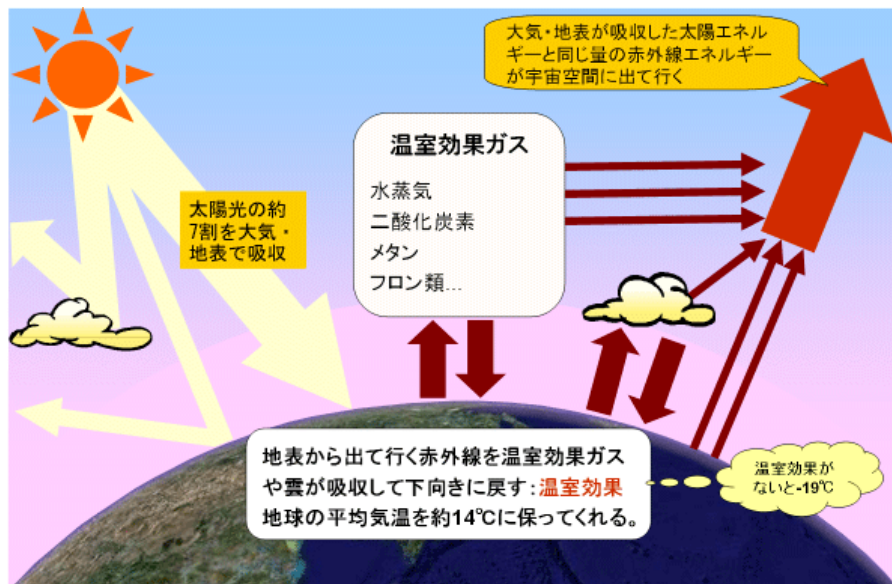 大気・地表が吸収した太陽エネル
ギーと同じ量の赤外線エネルギー
が宇宙空間に出て行く
温室効果ガス
水蒸気
二酸化炭素
メタン
フロン類…
太陽光の約
7割を大気・
地表で吸収
地表から出て行く赤外線を温室効果ガス
や雲が吸収して下向きに戻す：温室効果
地球の平均気温を約14℃に保ってくれる。
温室効果が
ないと-19℃